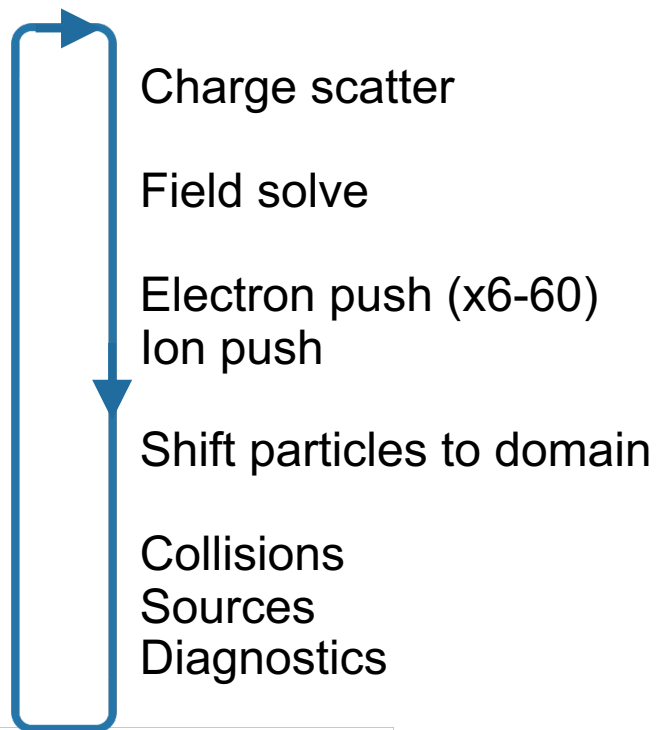 Charge scatter
Field solve
Electron push (x6-60)
Ion push
Shift particles to domain
Collisions
Sources
Diagnostics